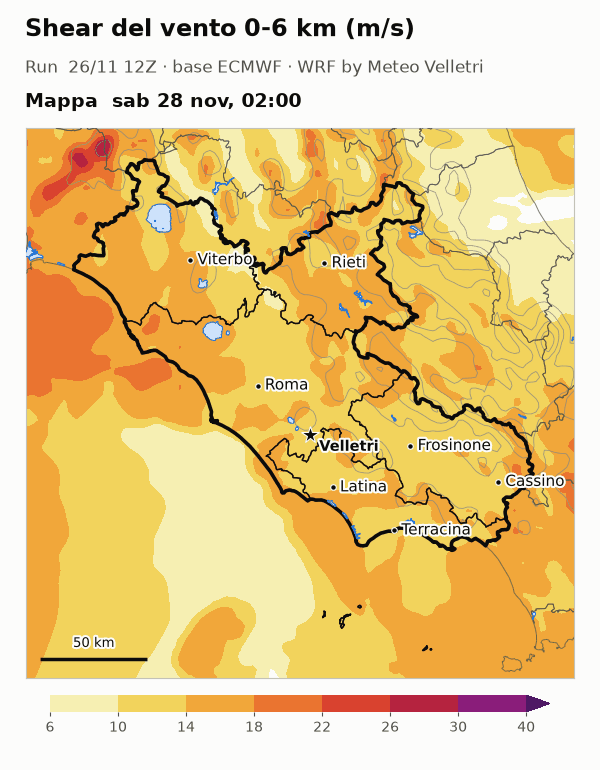 Shear del vento 0-6 km (m/s)
Run 26/11 12Z · base ECMWF · WRF by Meteo Velletri
Mappa sab 28 nov, 02:00
Viterbo
Rieti
Roma
Velletri
Frosinone
Cassino
Latina
Terracina
50 km
6 10 14 18 22 26 30 40